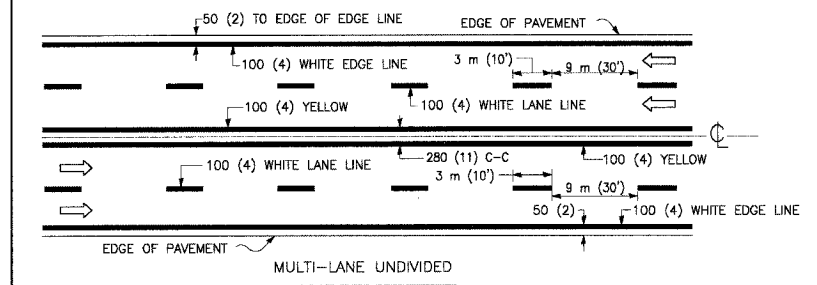 50 (2) TO EDGE OF EDGE LINE
EDGE OF PAVEMENT
100 (4) WHITE EDGE LINE
3 m (10')
9 m (30')
100 (4) YELLOW
100 (4) WHITE LANE LINE
℄
100 (4) WHITE LANE LINE
280 (11) C-C
100 (4) YELLOW
3 m (10')
9 m (30')
50 (2)
100 (4) WHITE EDGE LINE
EDGE OF PAVEMENT
MULTI-LANE UNDIVIDED